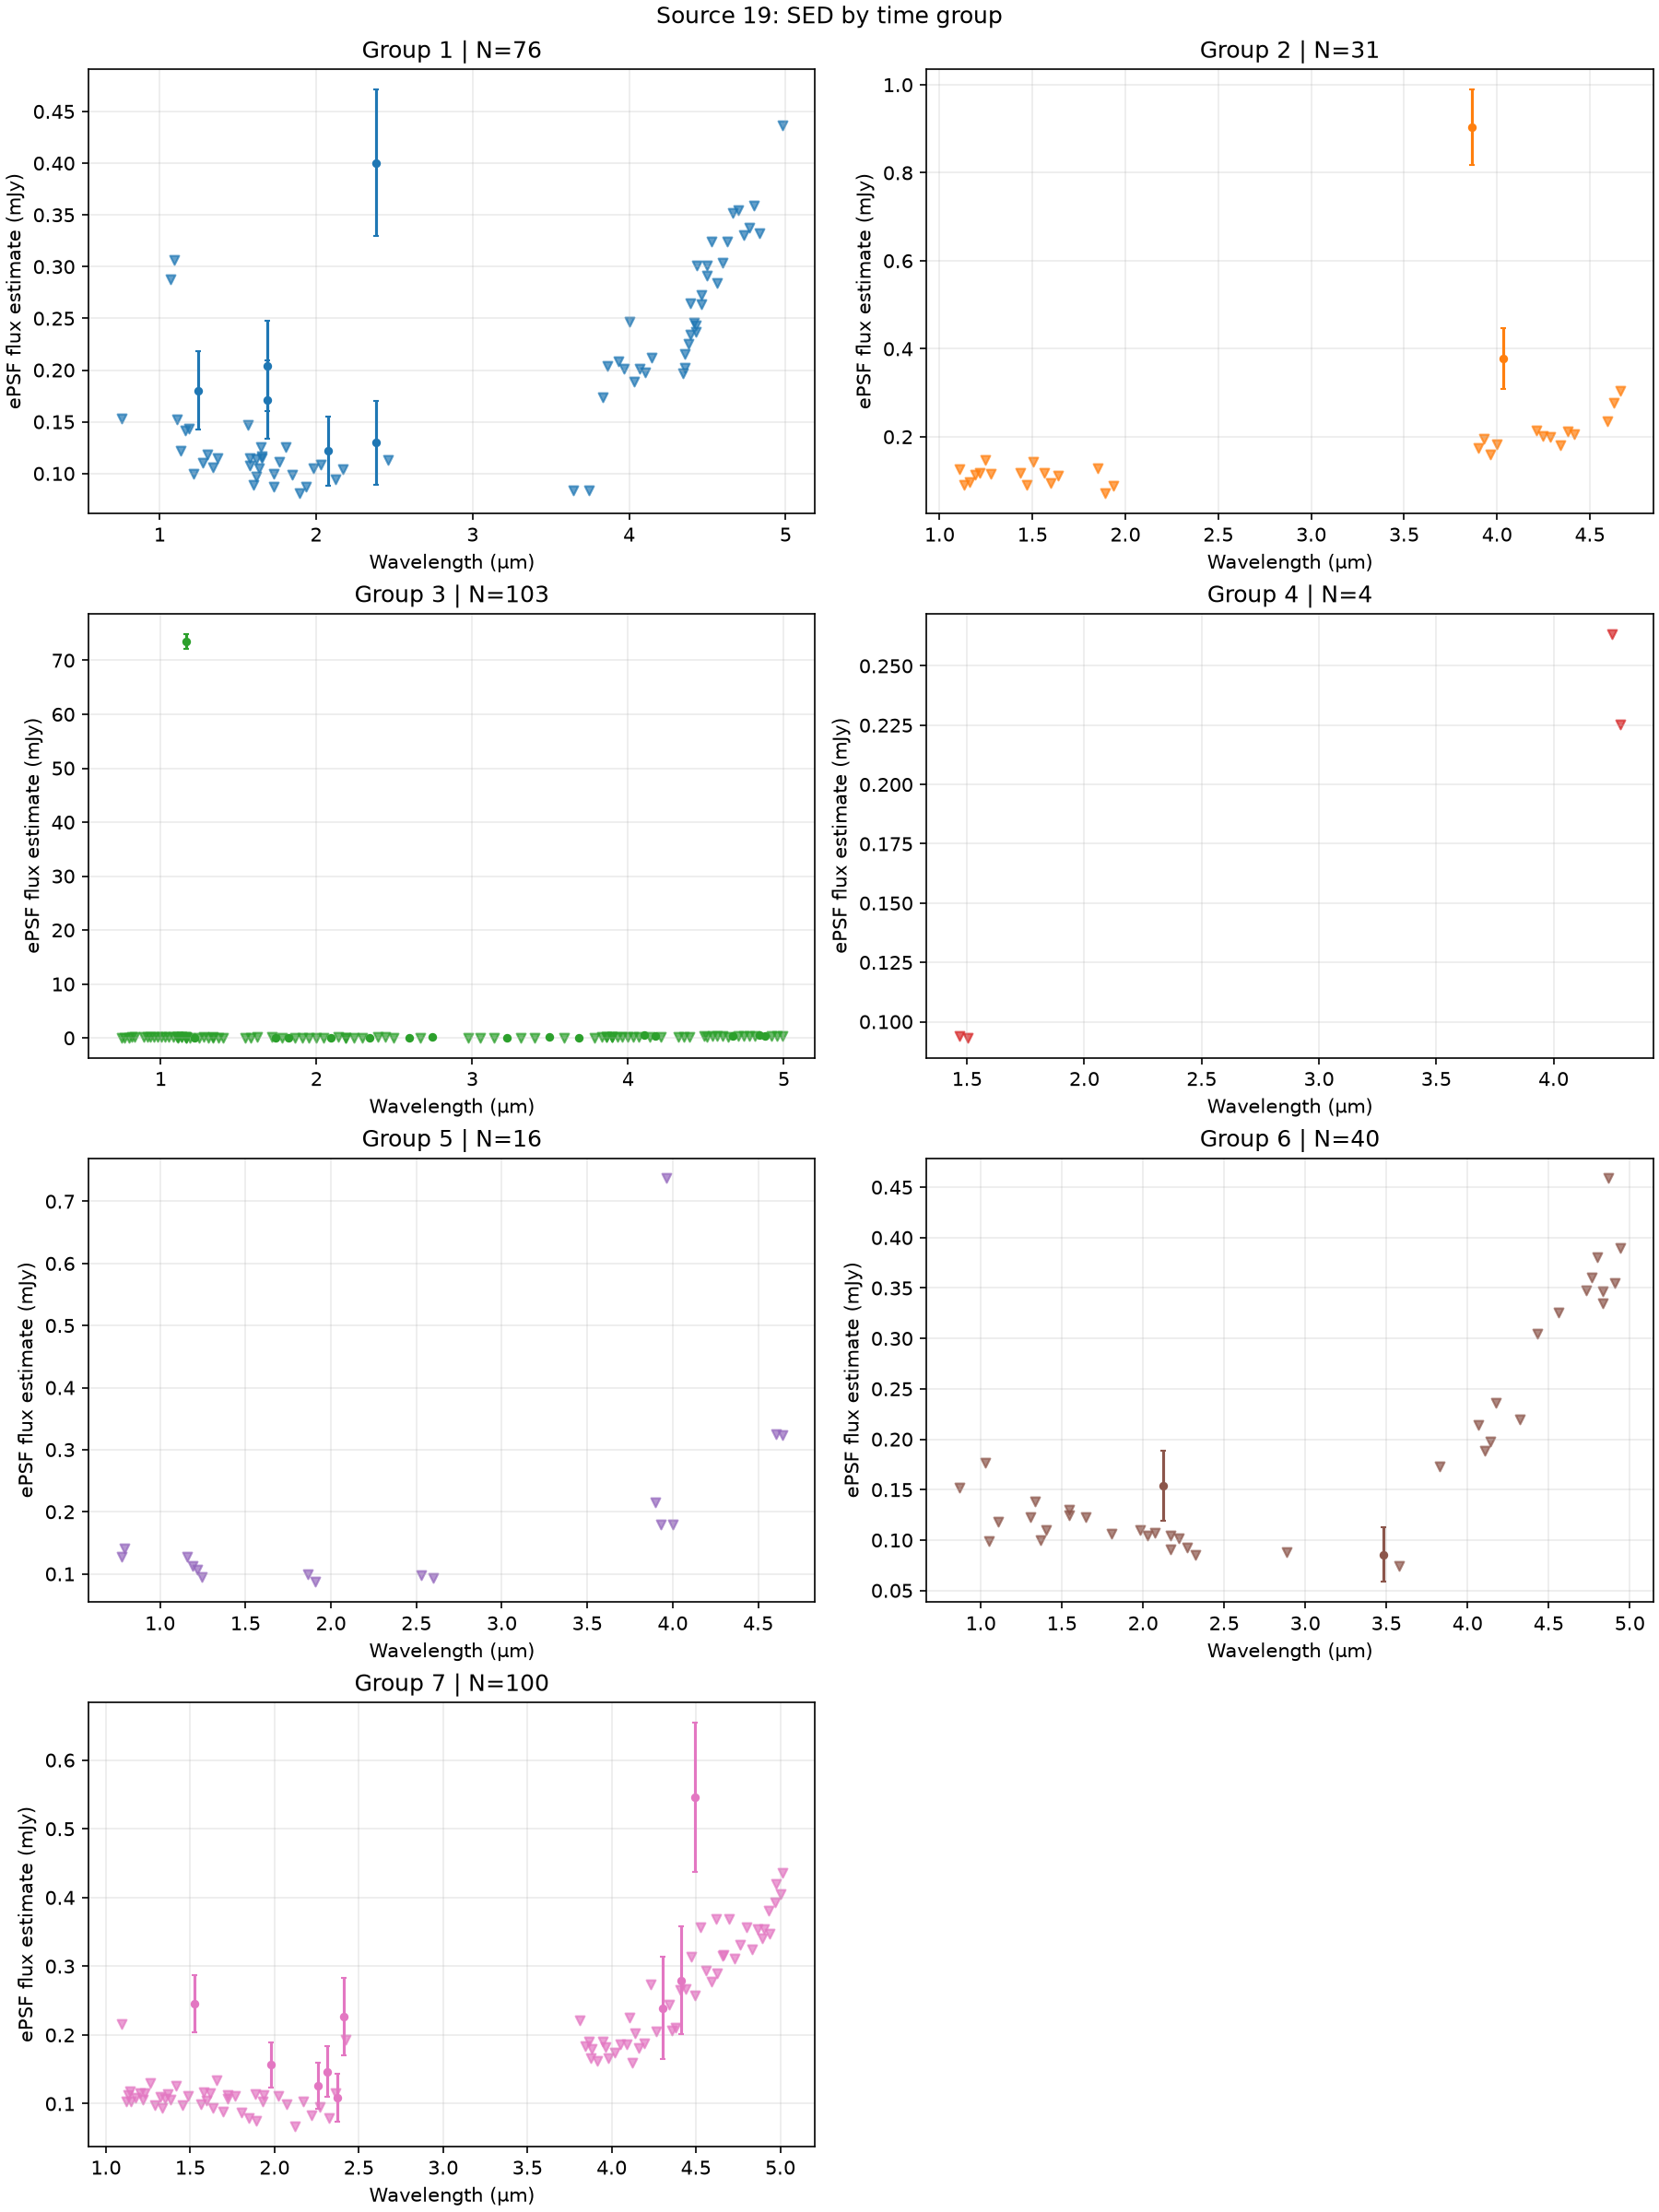 Source 19: SED by time group
Group 1 | N=76
ePSF flux estimate (mJy)
0.45
0.40
0.35
0.30
0.25
0.20
0.15
0.10
1 2 3 4 5
Wavelength (µm)
Group 2 | N=31
ePSF flux estimate (mJy)
1.0
0.8
0.6
0.4
0.2
1.0 1.5 2.0 2.5 3.0 3.5 4.0 4.5
Wavelength (µm)
Group 3 | N=103
ePSF flux estimate (mJy)
70
60
50
40
30
20
10
0
1 2 3 4 5
Wavelength (µm)
Group 4 | N=4
ePSF flux estimate (mJy)
0.250
0.225
0.200
0.175
0.150
0.125
0.100
1.5 2.0 2.5 3.0 3.5 4.0
Wavelength (µm)
Group 5 | N=16
ePSF flux estimate (mJy)
0.7
0.6
0.5
0.4
0.3
0.2
0.1
1.0 1.5 2.0 2.5 3.0 3.5 4.0 4.5
Wavelength (µm)
Group 6 | N=40
ePSF flux estimate (mJy)
0.45
0.40
0.35
0.30
0.25
0.20
0.15
0.10
0.05
1.0 1.5 2.0 2.5 3.0 3.5 4.0 4.5 5.0
Wavelength (µm)
Group 7 | N=100
ePSF flux estimate (mJy)
0.6
0.5
0.4
0.3
0.2
0.1
1.0 1.5 2.0 2.5 3.0 3.5 4.0 4.5 5.0
Wavelength (µm)